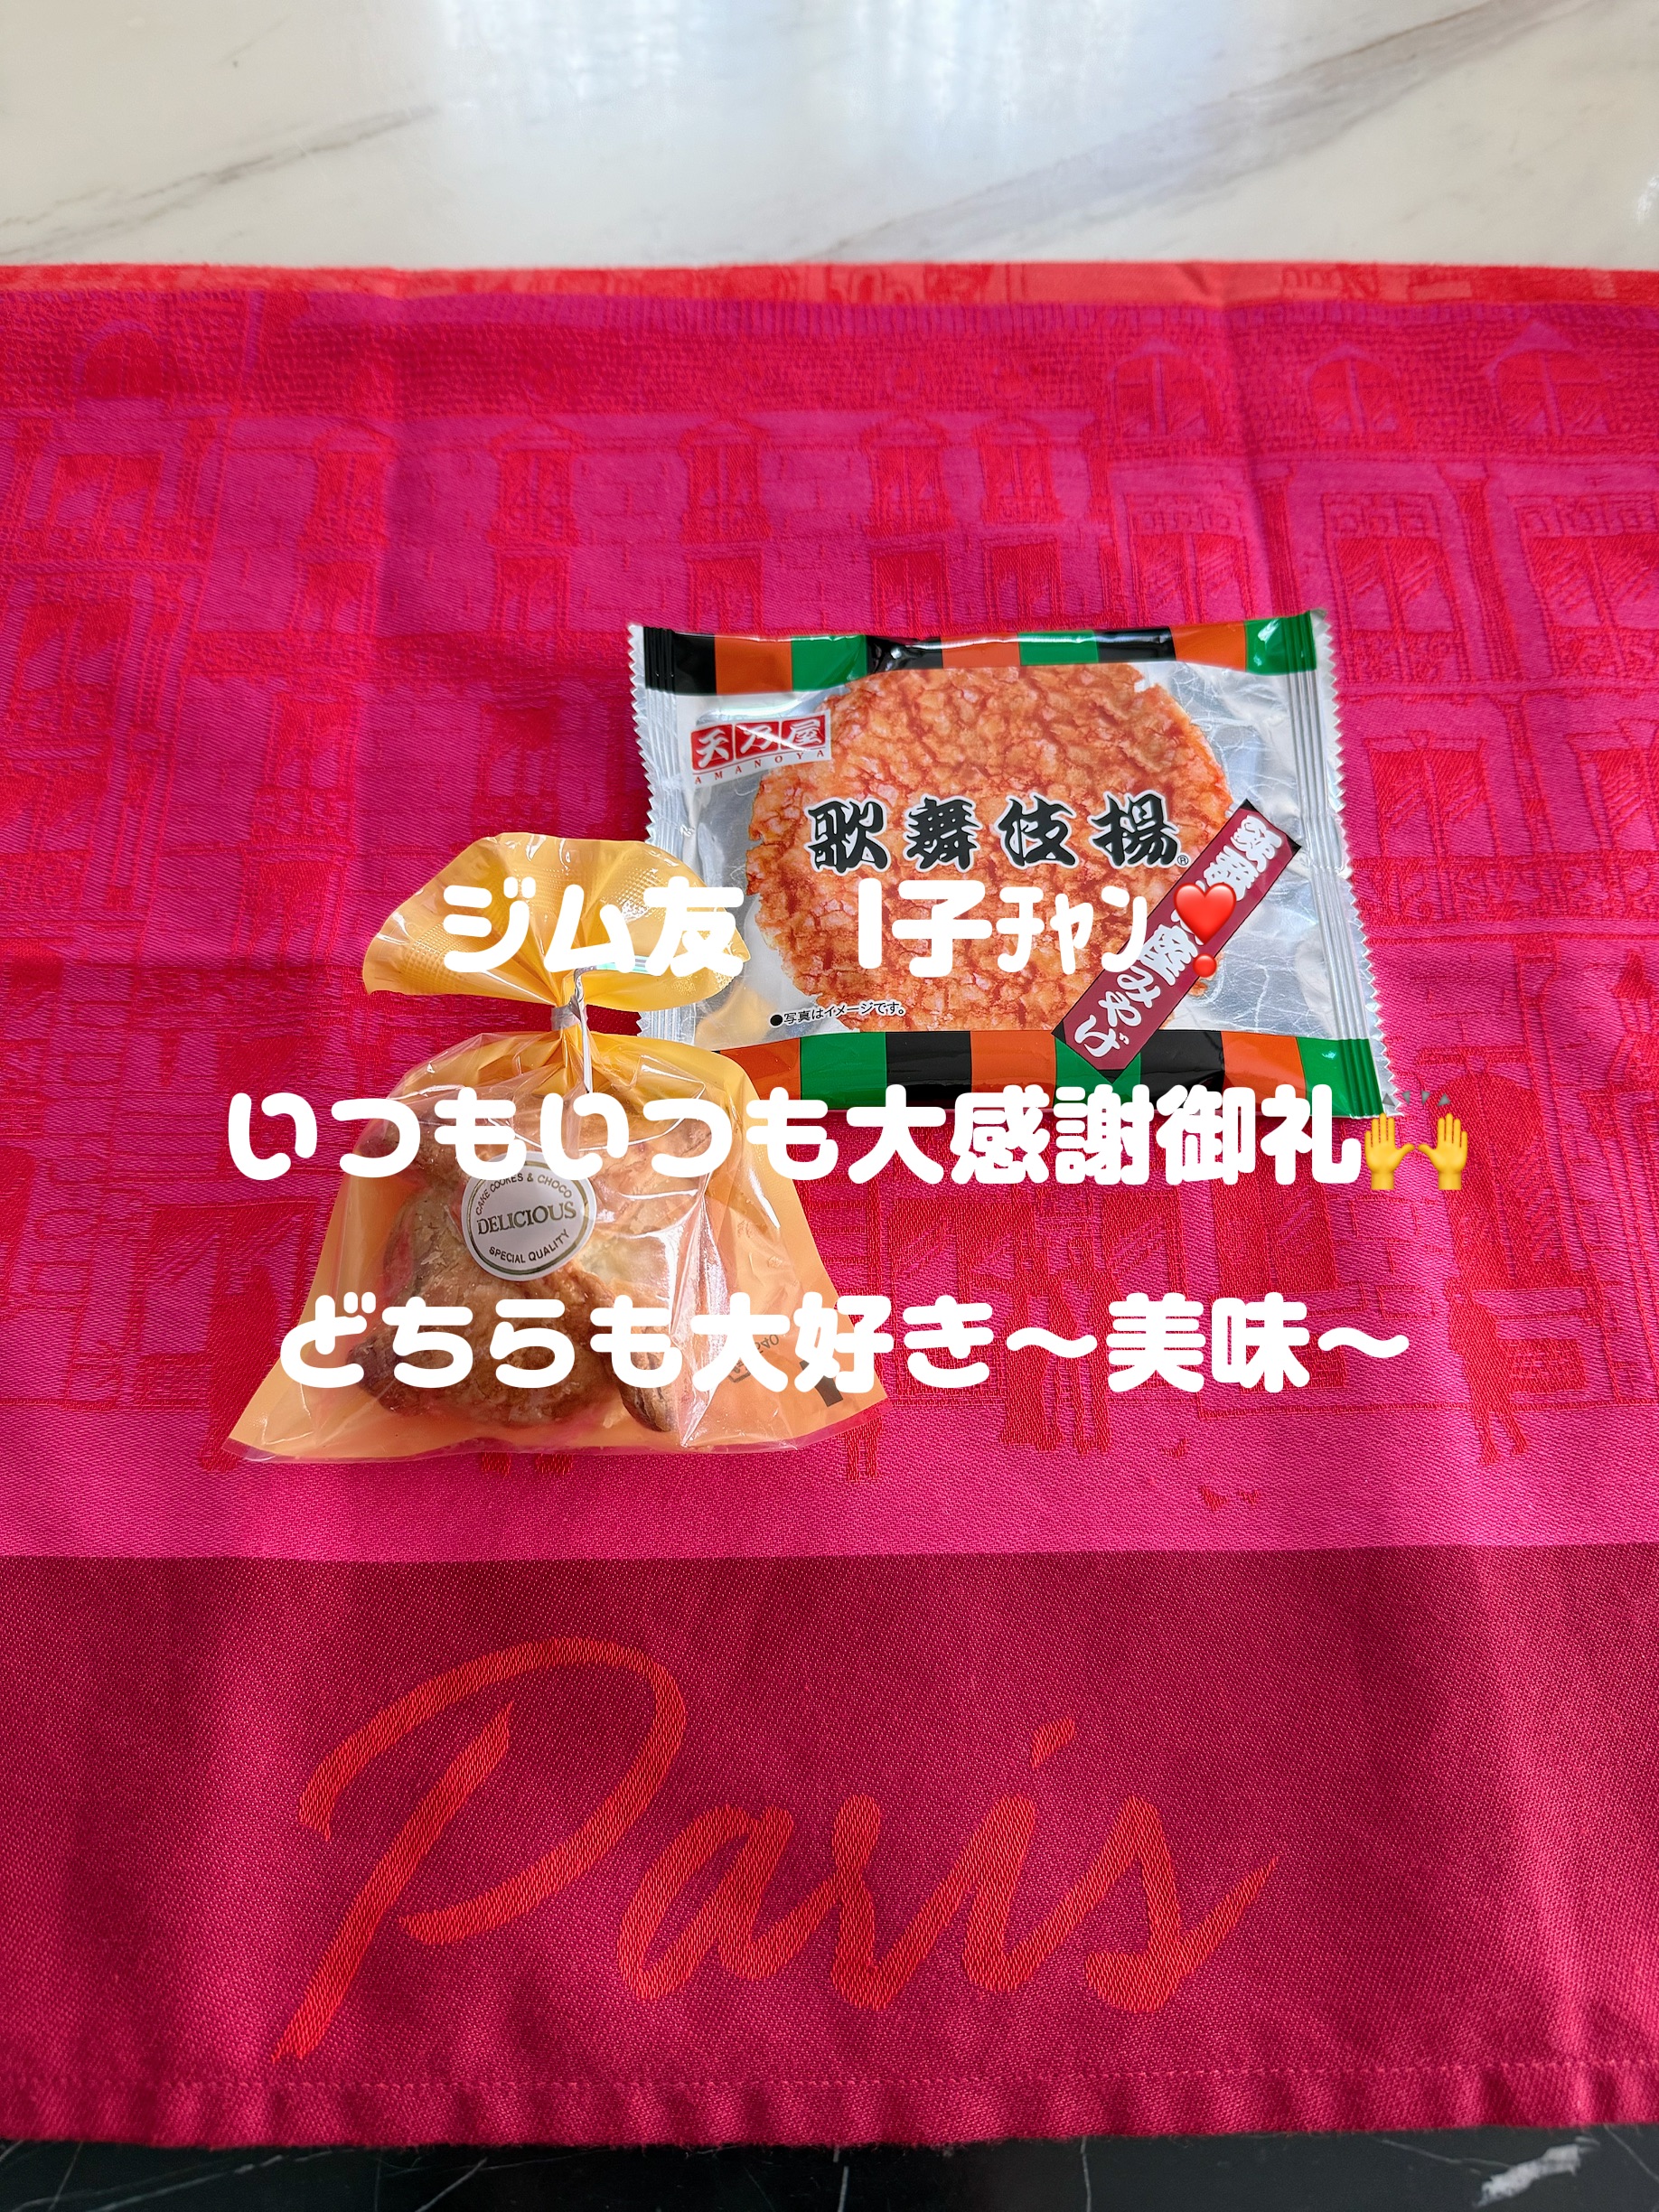 天乃屋
AMANOYA
歌舞伎揚®
●写真はイメージです。
ジム友 I子ﾁｬﾝ❣️
いつもいつも大感謝御礼🙌
CAKE COOKIES & CHOCO
DELICIOUS
SPECIAL QUALITY
どちらも大好き〜美味〜
Paris